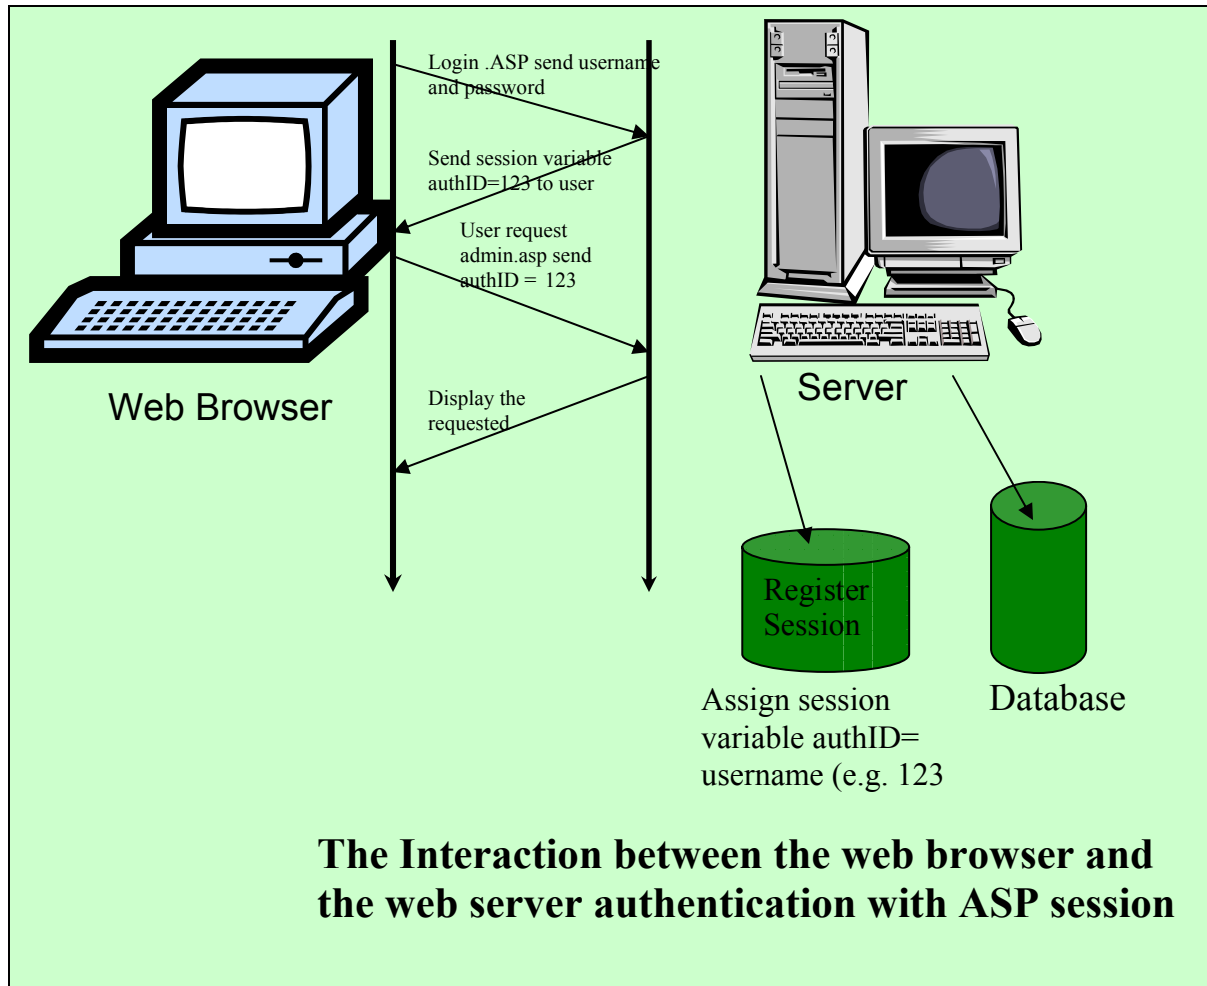 Login .ASP send username
and password
Send session variable
authID=123 to user
User request
admin.asp send
authID = 123
Display the
requested
Web Browser
Server
Register
Session
Database
Assign session
variable authID=
username (e.g. 123
The Interaction between the web browser and
the web server authentication with ASP session